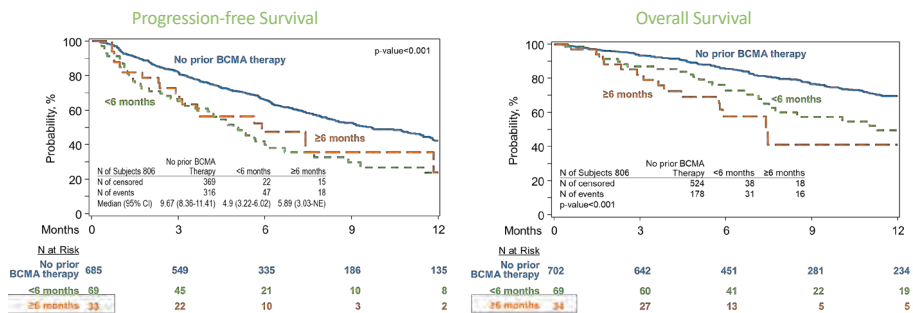 Progression-free Survival
100
80
60
40
20
0
Probability, %
No prior BCMA therapy
p-value<0.001
<6 months
≥6 months
No prior BCMA
N of Subjects 806 Therapy <6 months ≥6 months
N of censored 369 22 15
N of events 316 47 18
Median (95% CI) 9.67 (8.36-11.41) 4.9 (3.22-6.02) 5.89 (3.03-NE)
Months 0 3 6 9 12
N at Risk
No prior
BCMA therapy 685 549 335 186 135
<6 months 69 45 21 10 8
≥6 months 33 22 10 3 2
Overall Survival
100
80
60
40
20
0
Probability, %
No prior BCMA therapy
<6 months
≥6 months
No prior BCMA
N of Subjects 806 Therapy <6 months ≥6 months
N of censored 524 38 18
N of events 178 31 16
p-value<0.001
Months 0 3 6 9 12
N at Risk
No prior
BCMA therapy 702 642 451 281 234
<6 months 69 60 41 22 19
≥6 months 34 27 13 5 5